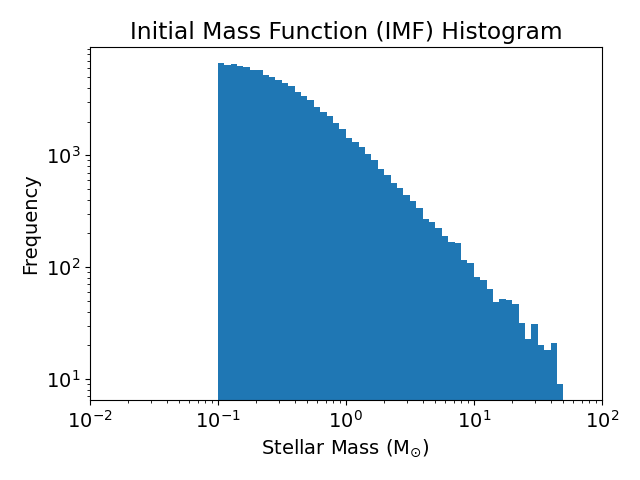 Initial Mass Function (IMF) Histogram
Frequency
10³
10²
10¹
10⁻² 10⁻¹ 10⁰ 10¹ 10²
Stellar Mass (M☉)